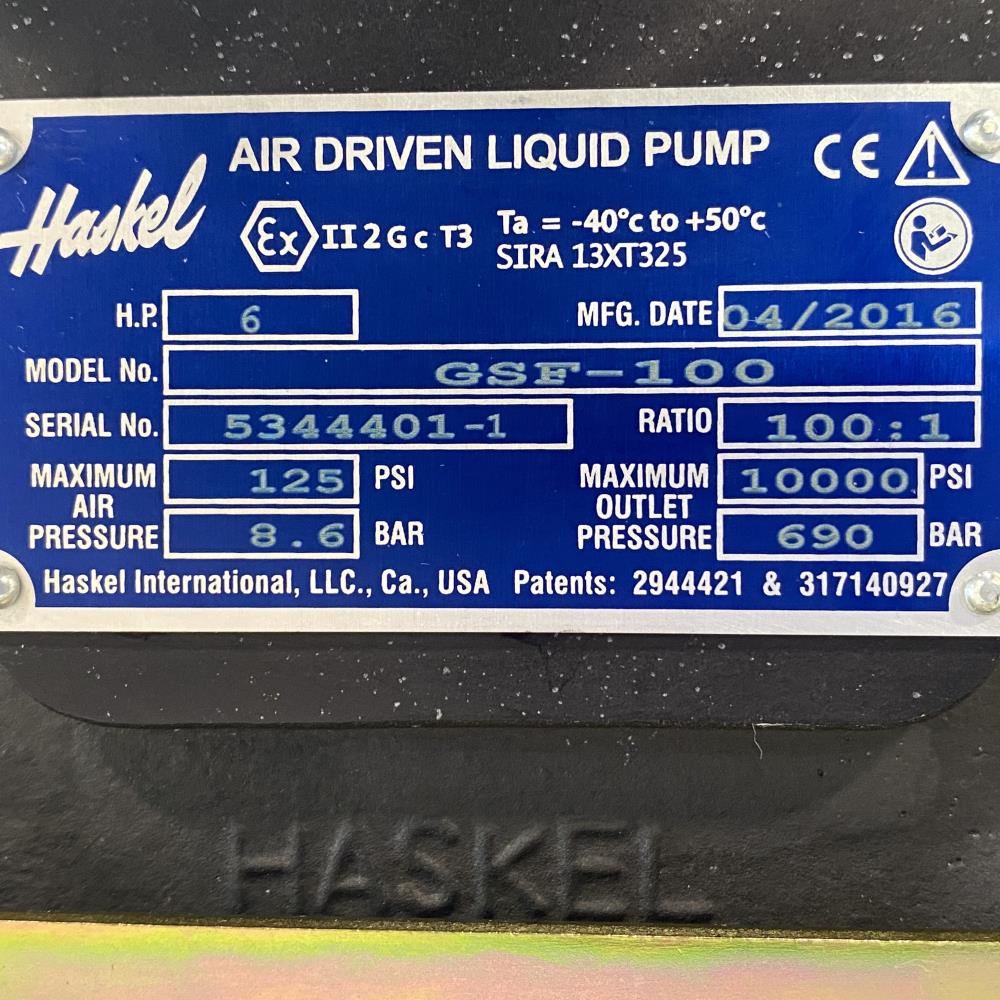 AIR DRIVEN LIQUID PUMP CE
Haskel
Ex II 2 G c T3 Ta = -40°c to +50°c
SIRA 13XT325
H.P. 6 MFG. DATE 04/2016
MODEL No. GSF-100
SERIAL No. 5344401-1 RATIO 100:1
MAXIMUM AIR PRESSURE 125 PSI MAXIMUM OUTLET PRESSURE 10000 PSI
8.6 BAR 690 BAR
Haskel International, LLC., Ca., USA Patents: 2944421 & 317140927
HASKEL